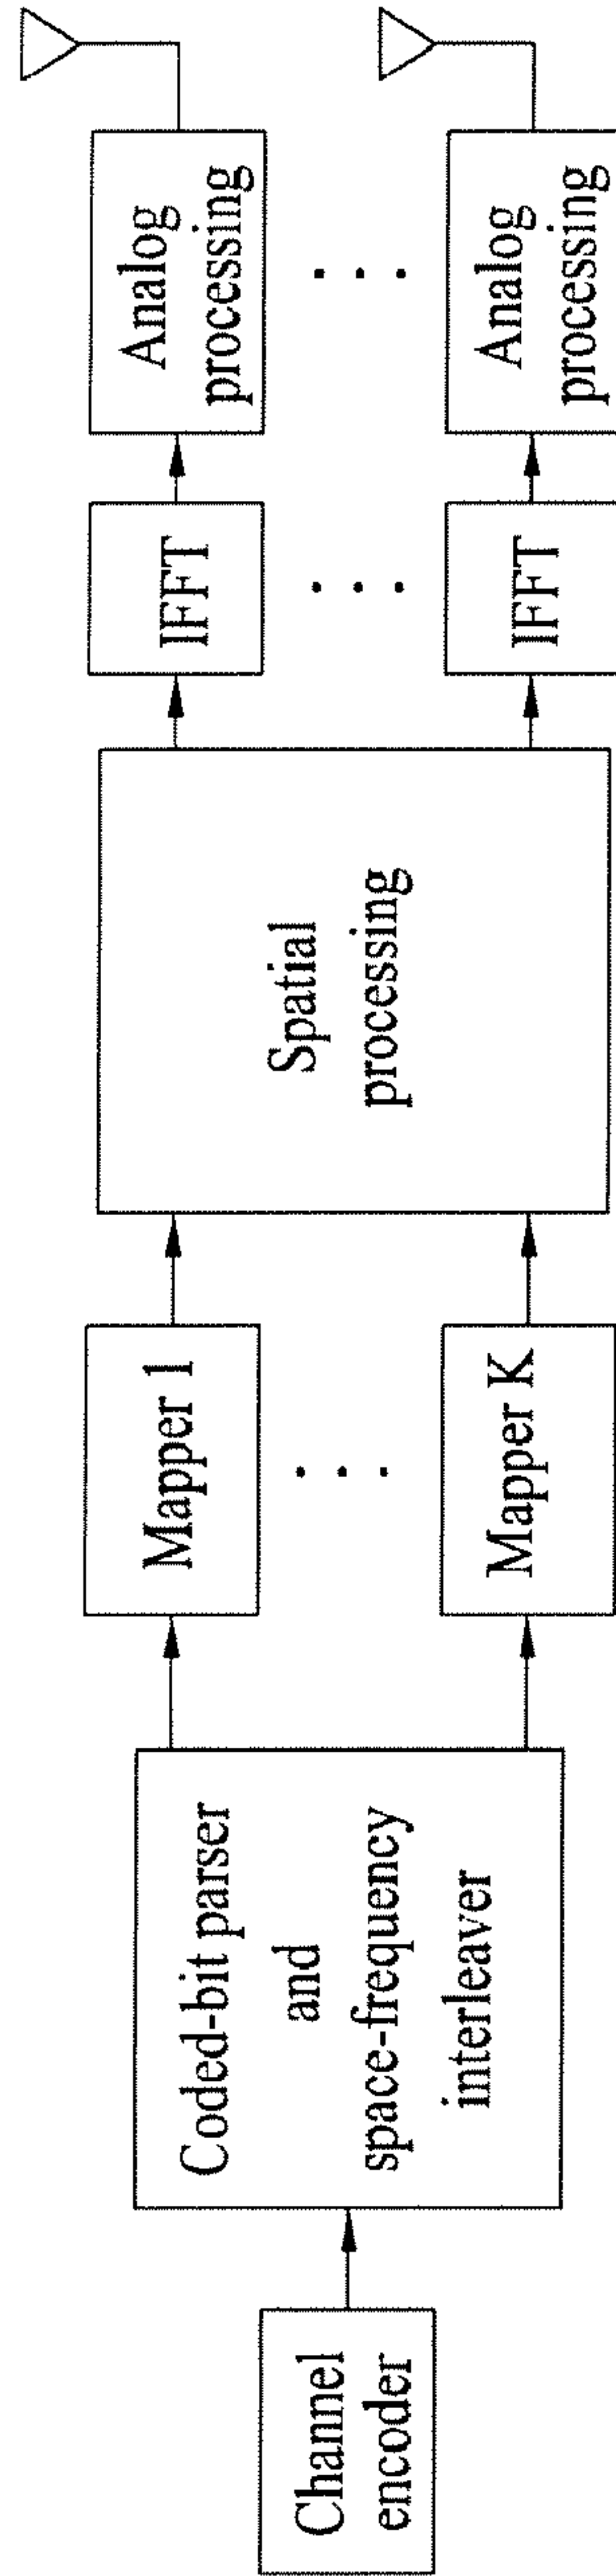 Channel
encoder
Coded-bit parser
and
space-frequency
interleaver
Mapper 1
Mapper K
Spatial
processing
IFFT
IFFT
Analog
processing
Analog
processing